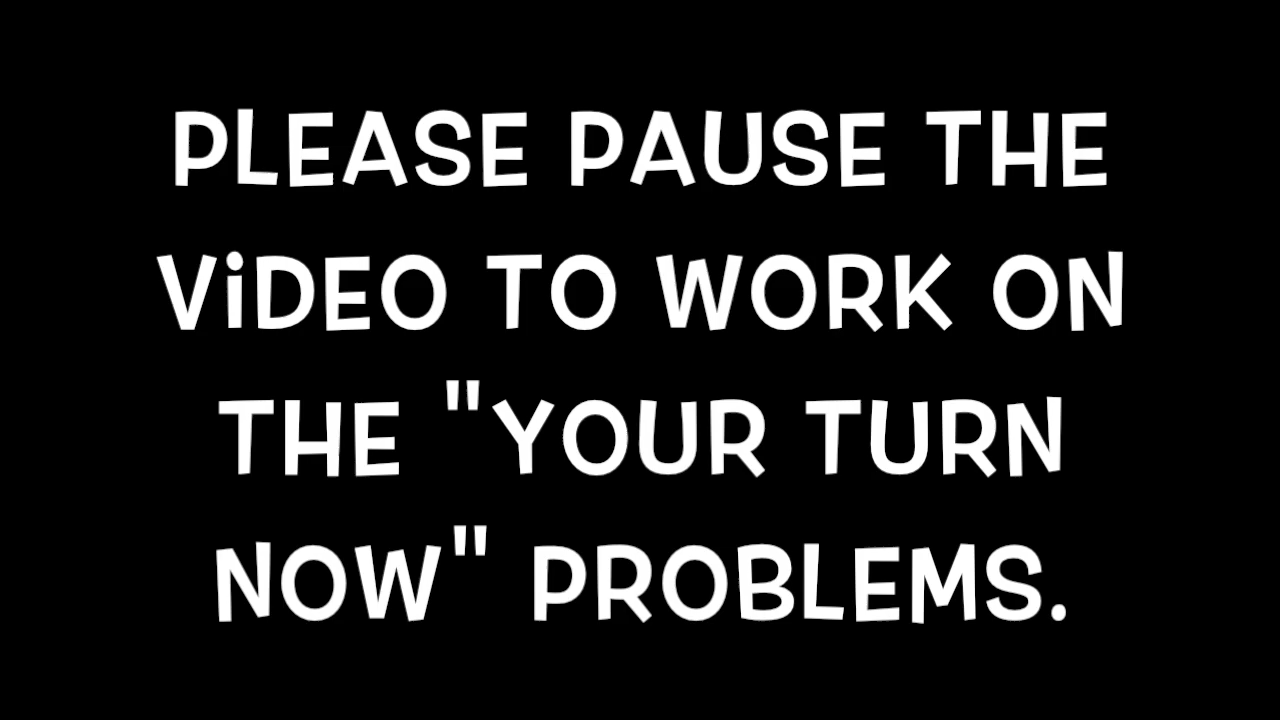 PLEASE PAUSE THE
ViDEO TO WORK ON
THE "YOUR TURN
NOW" PROBLEMS.